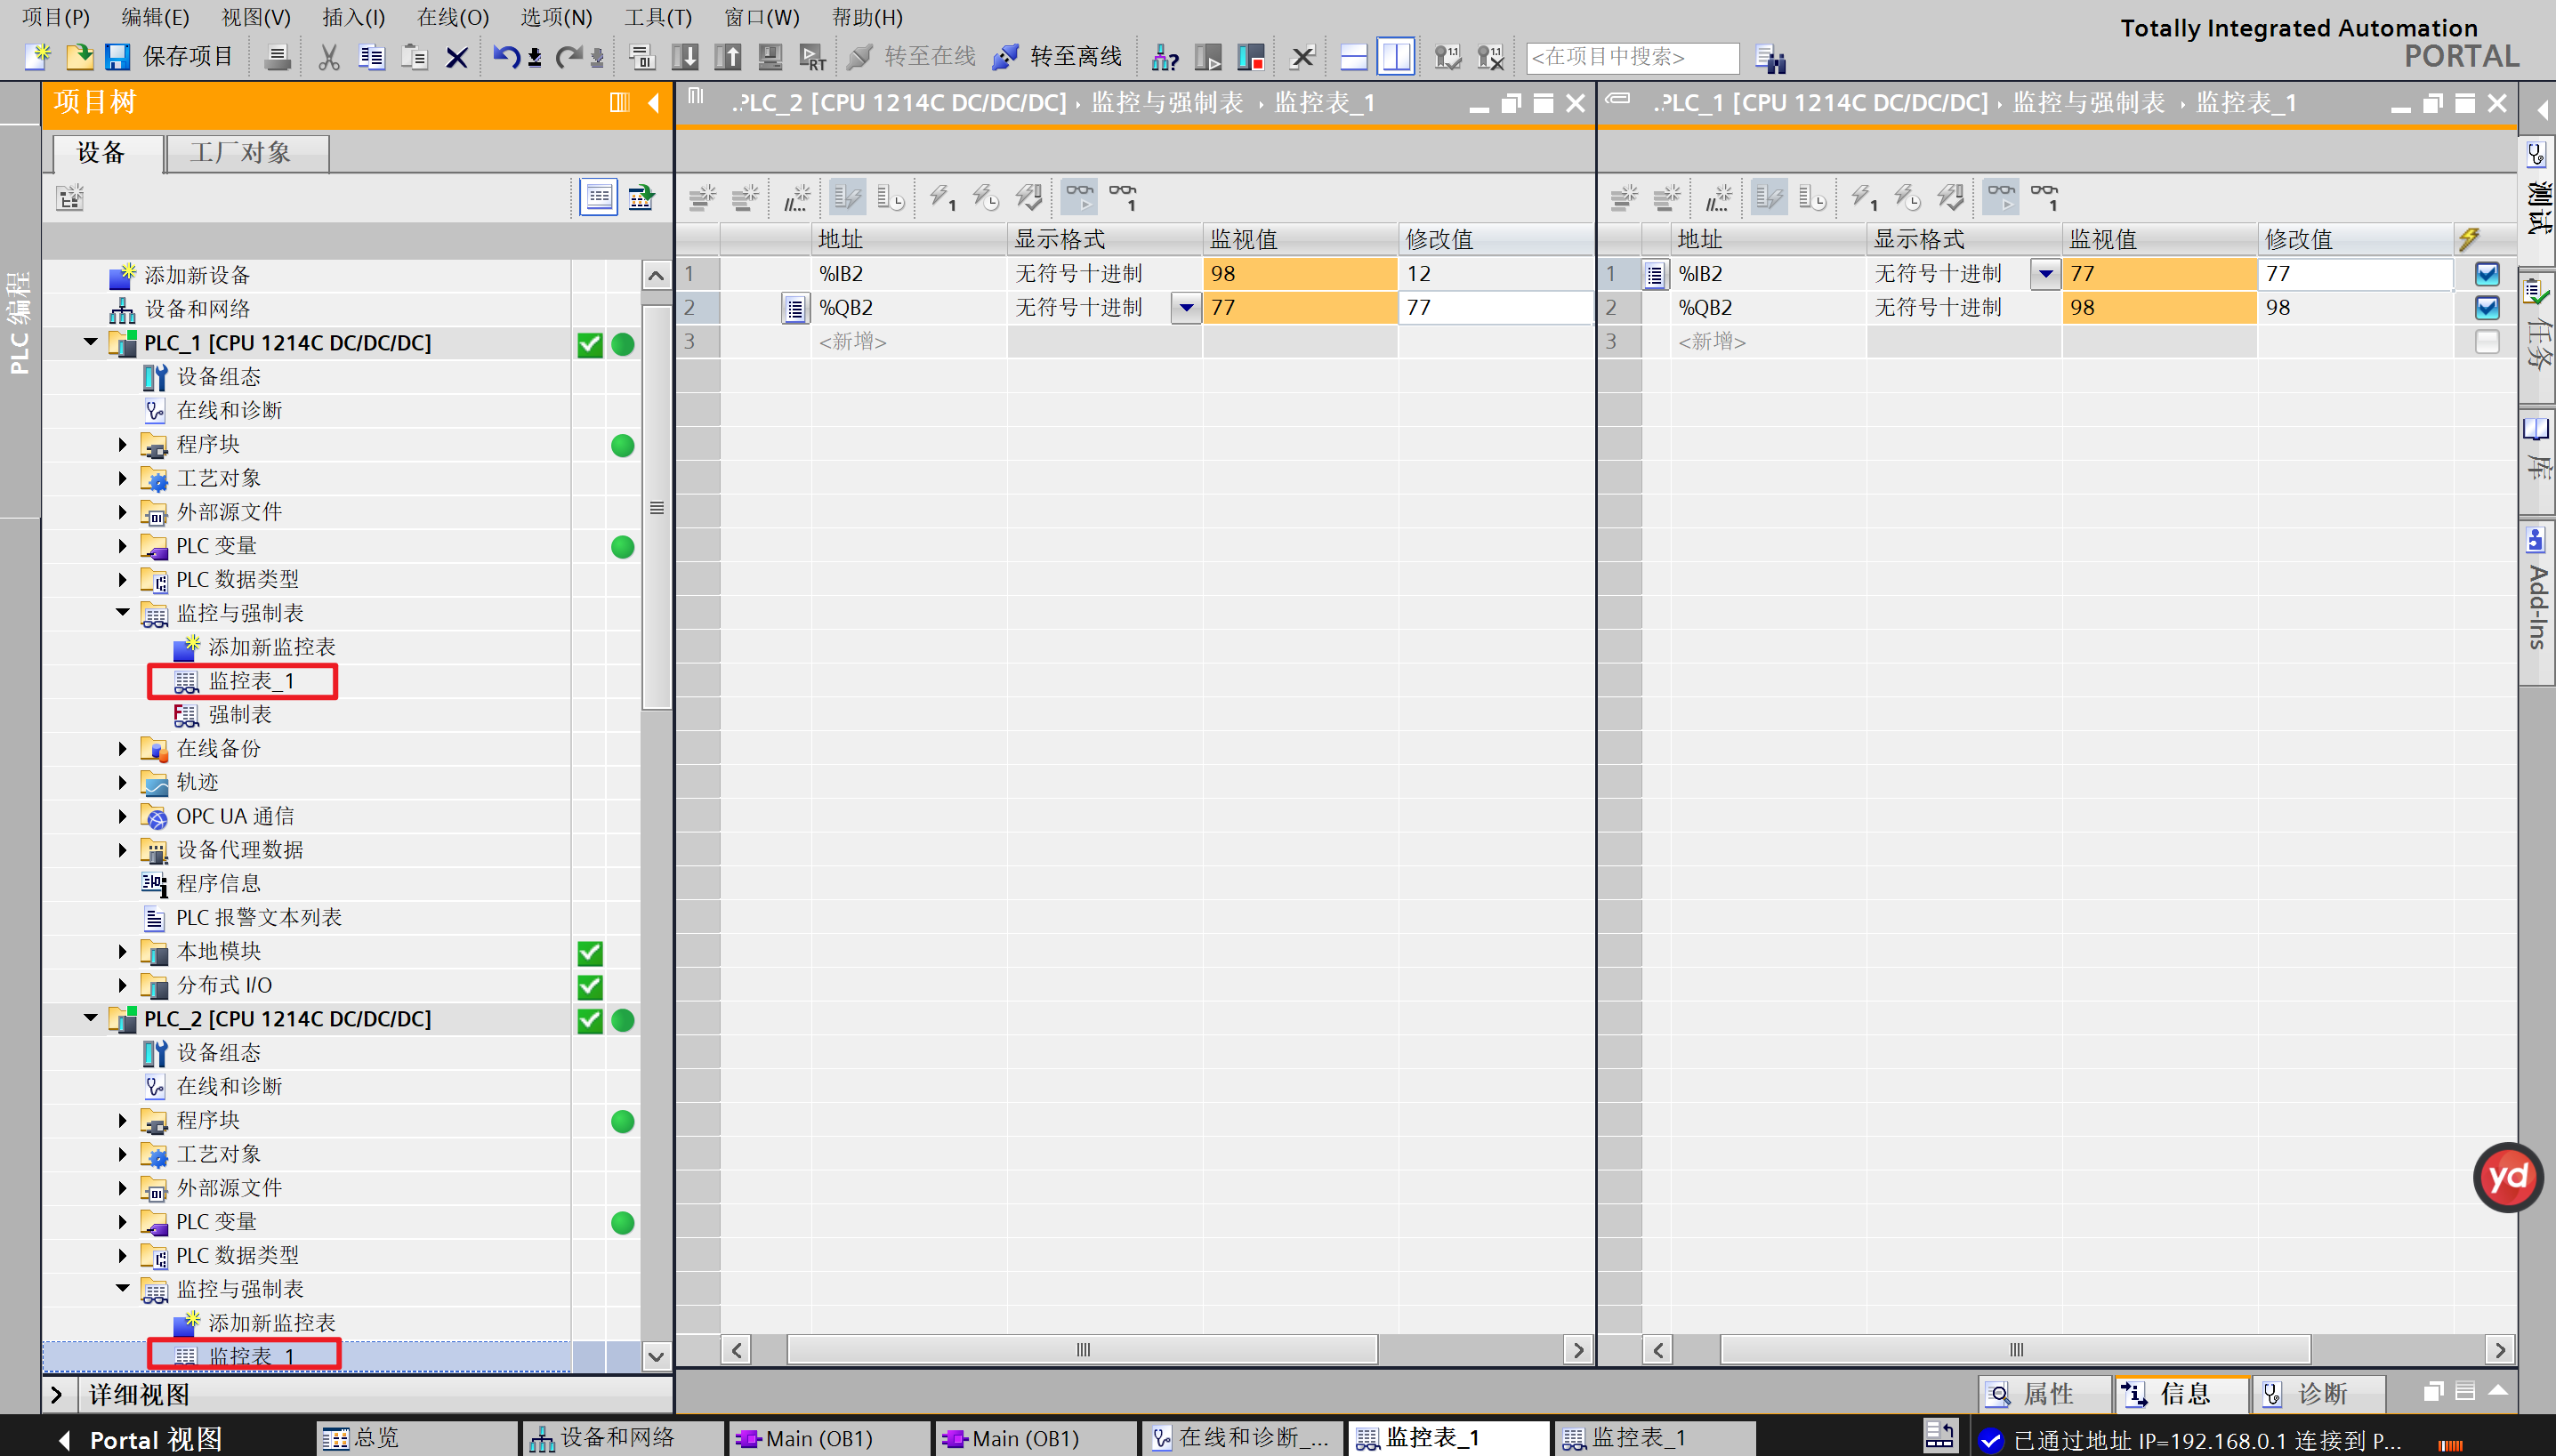 项目(P) 编辑(E) 视图(V) 插入(I) 在线(O) 选项(N) 工具(T) 窗口(W) 帮助(H)
Totally Integrated Automation
PORTAL
保存项目 转至在线 转至离线 <在项目中搜索>
项目树
设备 工厂对象
PLC 编程
添加新设备
设备和网络
PLC_1 [CPU 1214C DC/DC/DC]
设备组态
在线和诊断
程序块
工艺对象
外部源文件
PLC 变量
PLC 数据类型
监控与强制表
添加新监控表
监控表_1
强制表
在线备份
轨迹
OPC UA 通信
设备代理数据
程序信息
PLC 报警文本列表
本地模块
分布式 I/O
PLC_2 [CPU 1214C DC/DC/DC]
设备组态
在线和诊断
程序块
工艺对象
外部源文件
PLC 变量
PLC 数据类型
监控与强制表
添加新监控表
监控表_1
详细视图
.PLC_2 [CPU 1214C DC/DC/DC] › 监控与强制表 › 监控表_1
地址 显示格式 监视值 修改值
1 %IB2 无符号十进制 98 12
2 %QB2 无符号十进制 77 77
3 <新增>
.PLC_1 [CPU 1214C DC/DC/DC] › 监控与强制表 › 监控表_1
地址 显示格式 监视值 修改值
1 %IB2 无符号十进制 77 77
2 %QB2 无符号十进制 98 98
3 <新增>
测试
任务
库
Add-Ins
yd
属性 信息 诊断
Portal 视图 总览 设备和网络 Main (OB1) Main (OB1) 在线和诊断_... 监控表_1 监控表_1 已通过地址 IP=192.168.0.1 连接到 P...